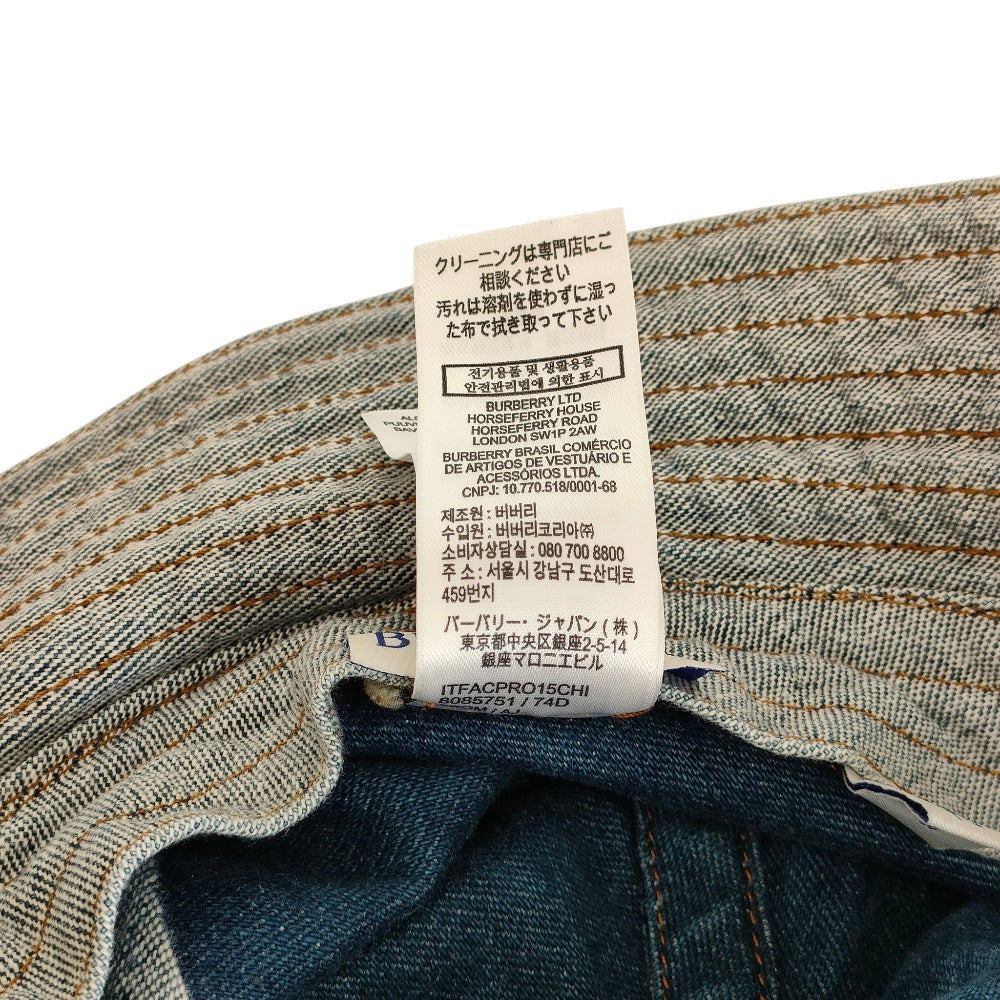 クリーニングは専門店にご
相談ください
汚れは溶剤を使わずに湿っ
た布で拭き取って下さい
전기용품 및 생활용품
안전관리법에 의한 표시
BURBERRY LTD
HORSEFERRY HOUSE
HORSEFERRY ROAD
LONDON SW1P 2AW
BURBERRY BRASIL COMÉRCIO
DE ARTIGOS DE VESTUÁRIO E
ACESSÓRIOS LTDA.
CNPJ: 10.770.518/0001-68
제조원 : 버버리
수입원 : 버버리코리아㈜
소비자상담실 : 080 700 8800
주 소 : 서울시 강남구 도산대로
459번지
バーバリー・ジャパン(株)
東京都中央区銀座2-5-14
銀座マロニエビル
ITFACPRO15CHI
8085751 / 74D
B